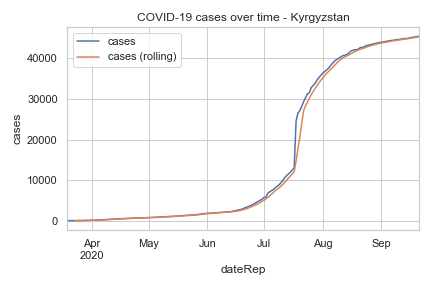 COVID-19 cases over time - Kyrgyzstan
cases
cases (rolling)
40000
30000
20000
10000
0
cases
Apr
2020
May
Jun
Jul
Aug
Sep
dateRep